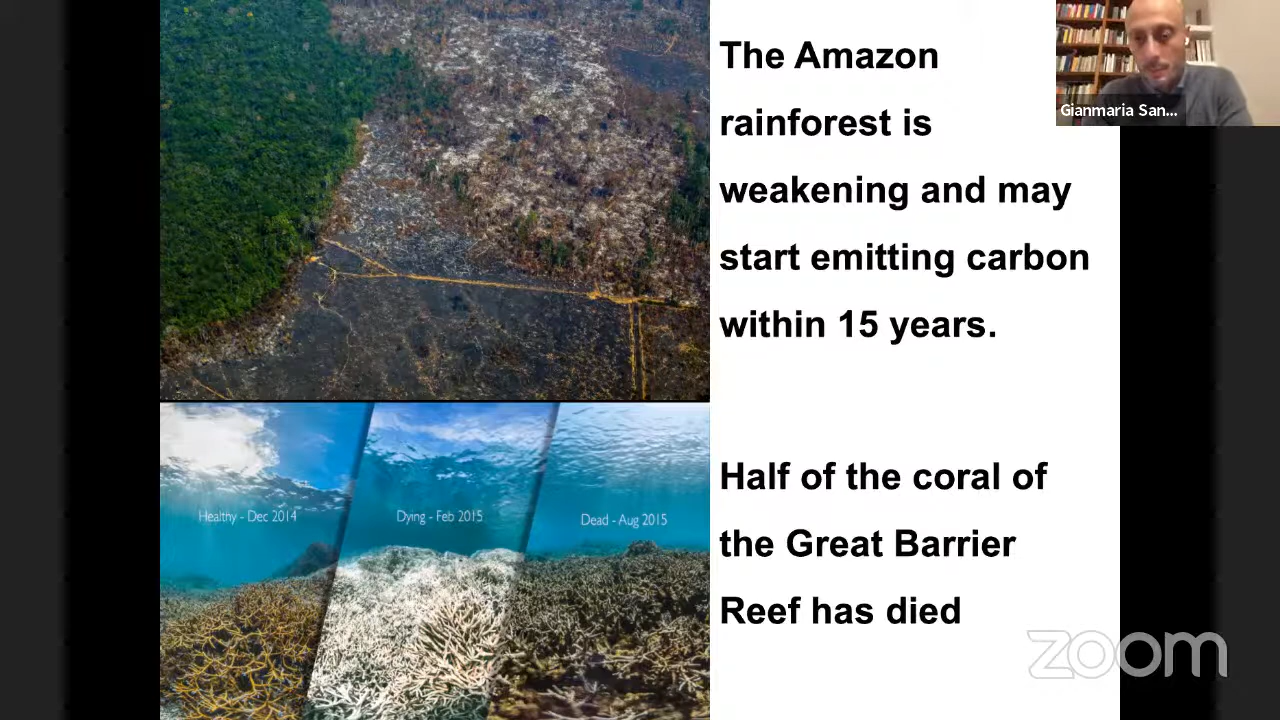 The Amazon
rainforest is
weakening and may
start emitting carbon
within 15 years.
Half of the coral of
the Great Barrier
Reef has died
Gianmaria San...
Healthy - Dec 2014
Dying - Feb 2015
Dead - Aug 2015
zoom